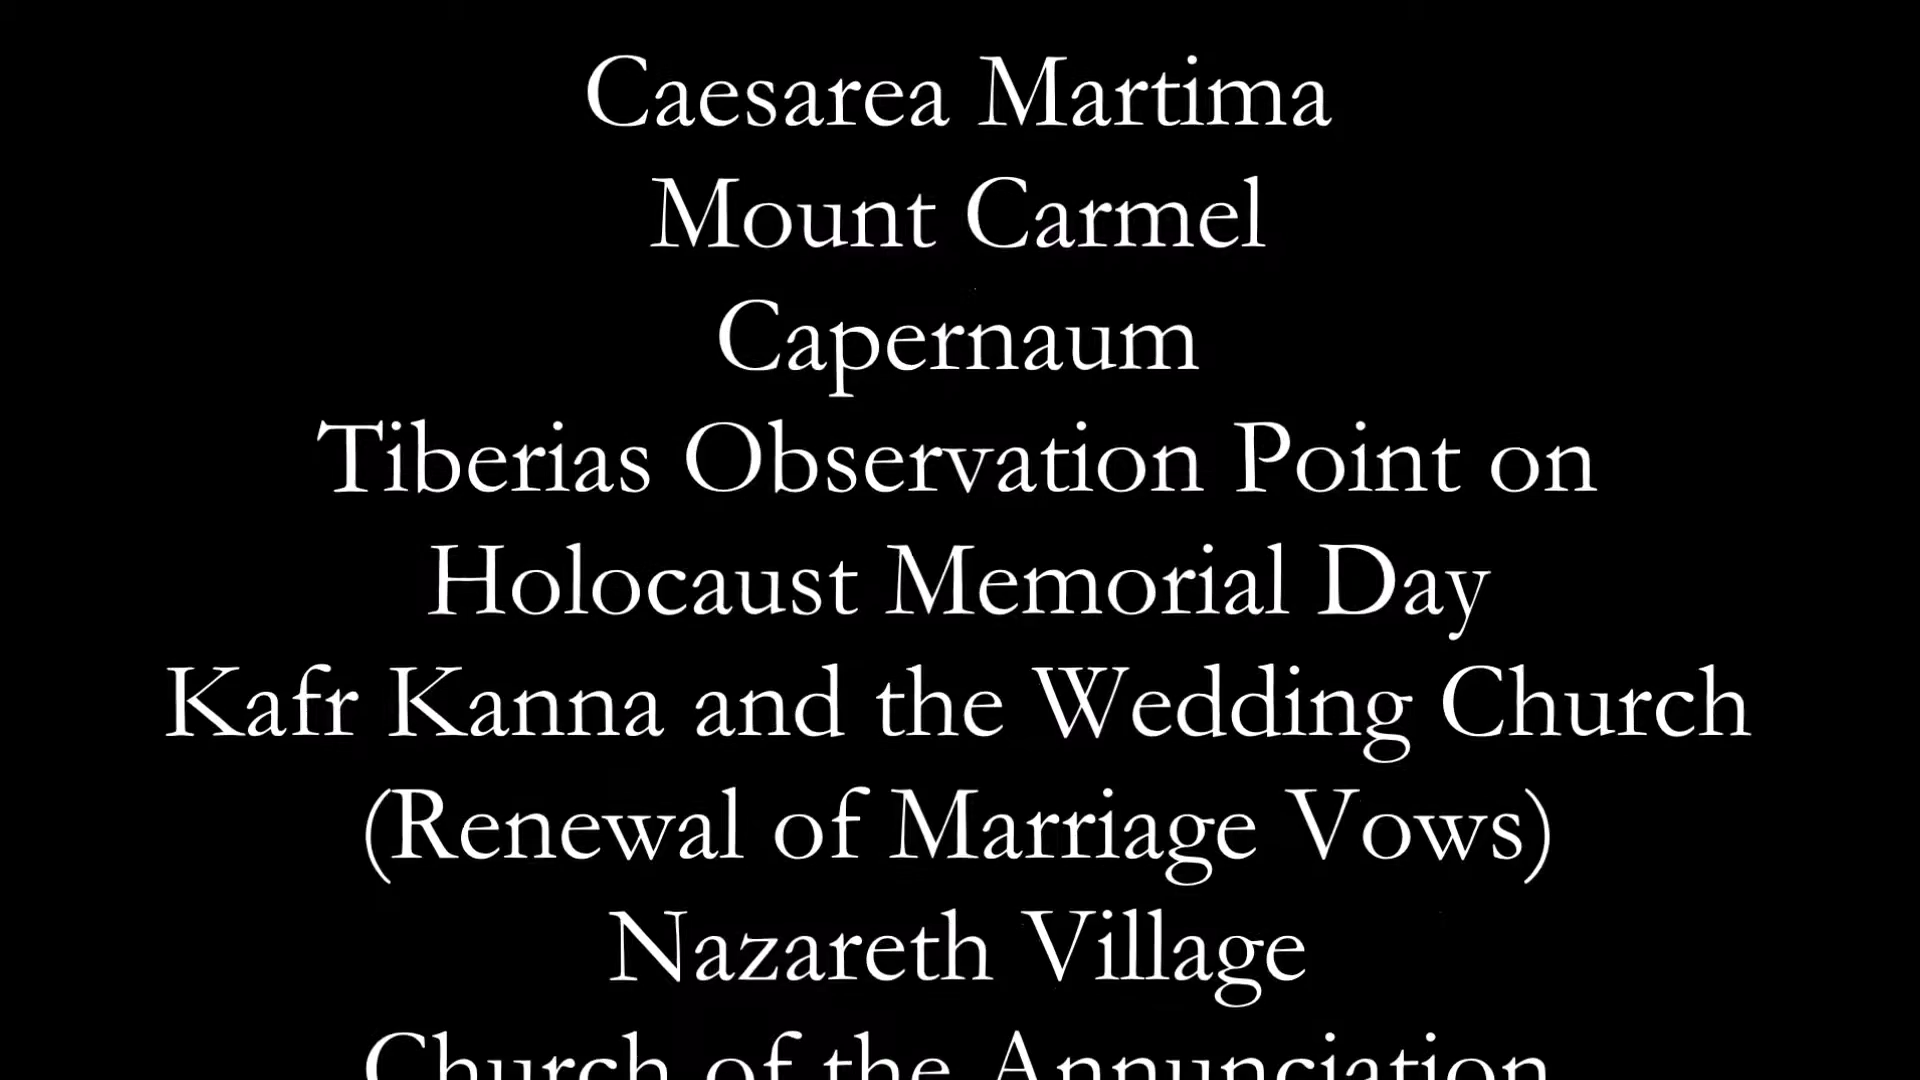 Caesarea Martima
Mount Carmel
Capernaum
Tiberias Observation Point on
Holocaust Memorial Day
Kafr Kanna and the Wedding Church
(Renewal of Marriage Vows)
Nazareth Village
Church of the Annunciation